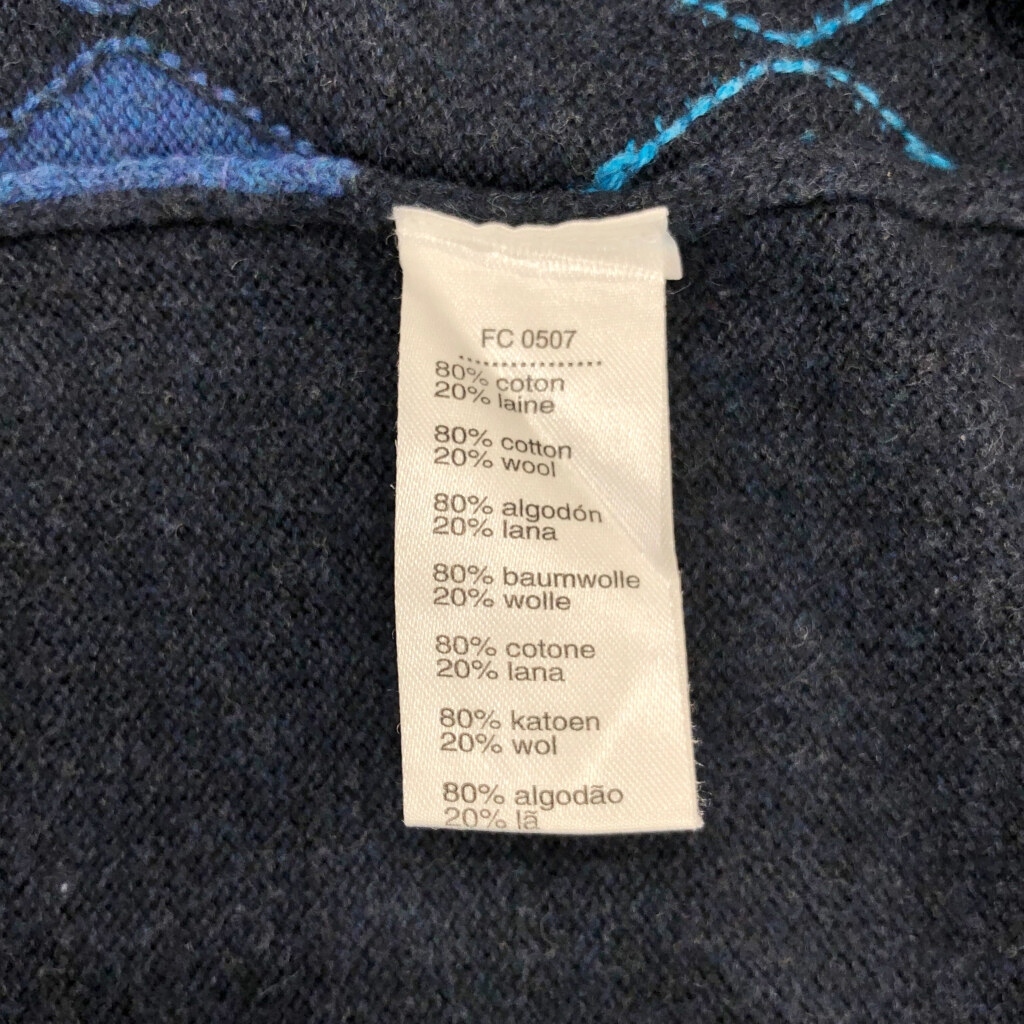 FC 0507
80% coton
20% laine
80% cotton
20% wool
80% algodón
20% lana
80% baumwolle
20% wolle
80% cotone
20% lana
80% katoen
20% wol
80% algodão
20% lã